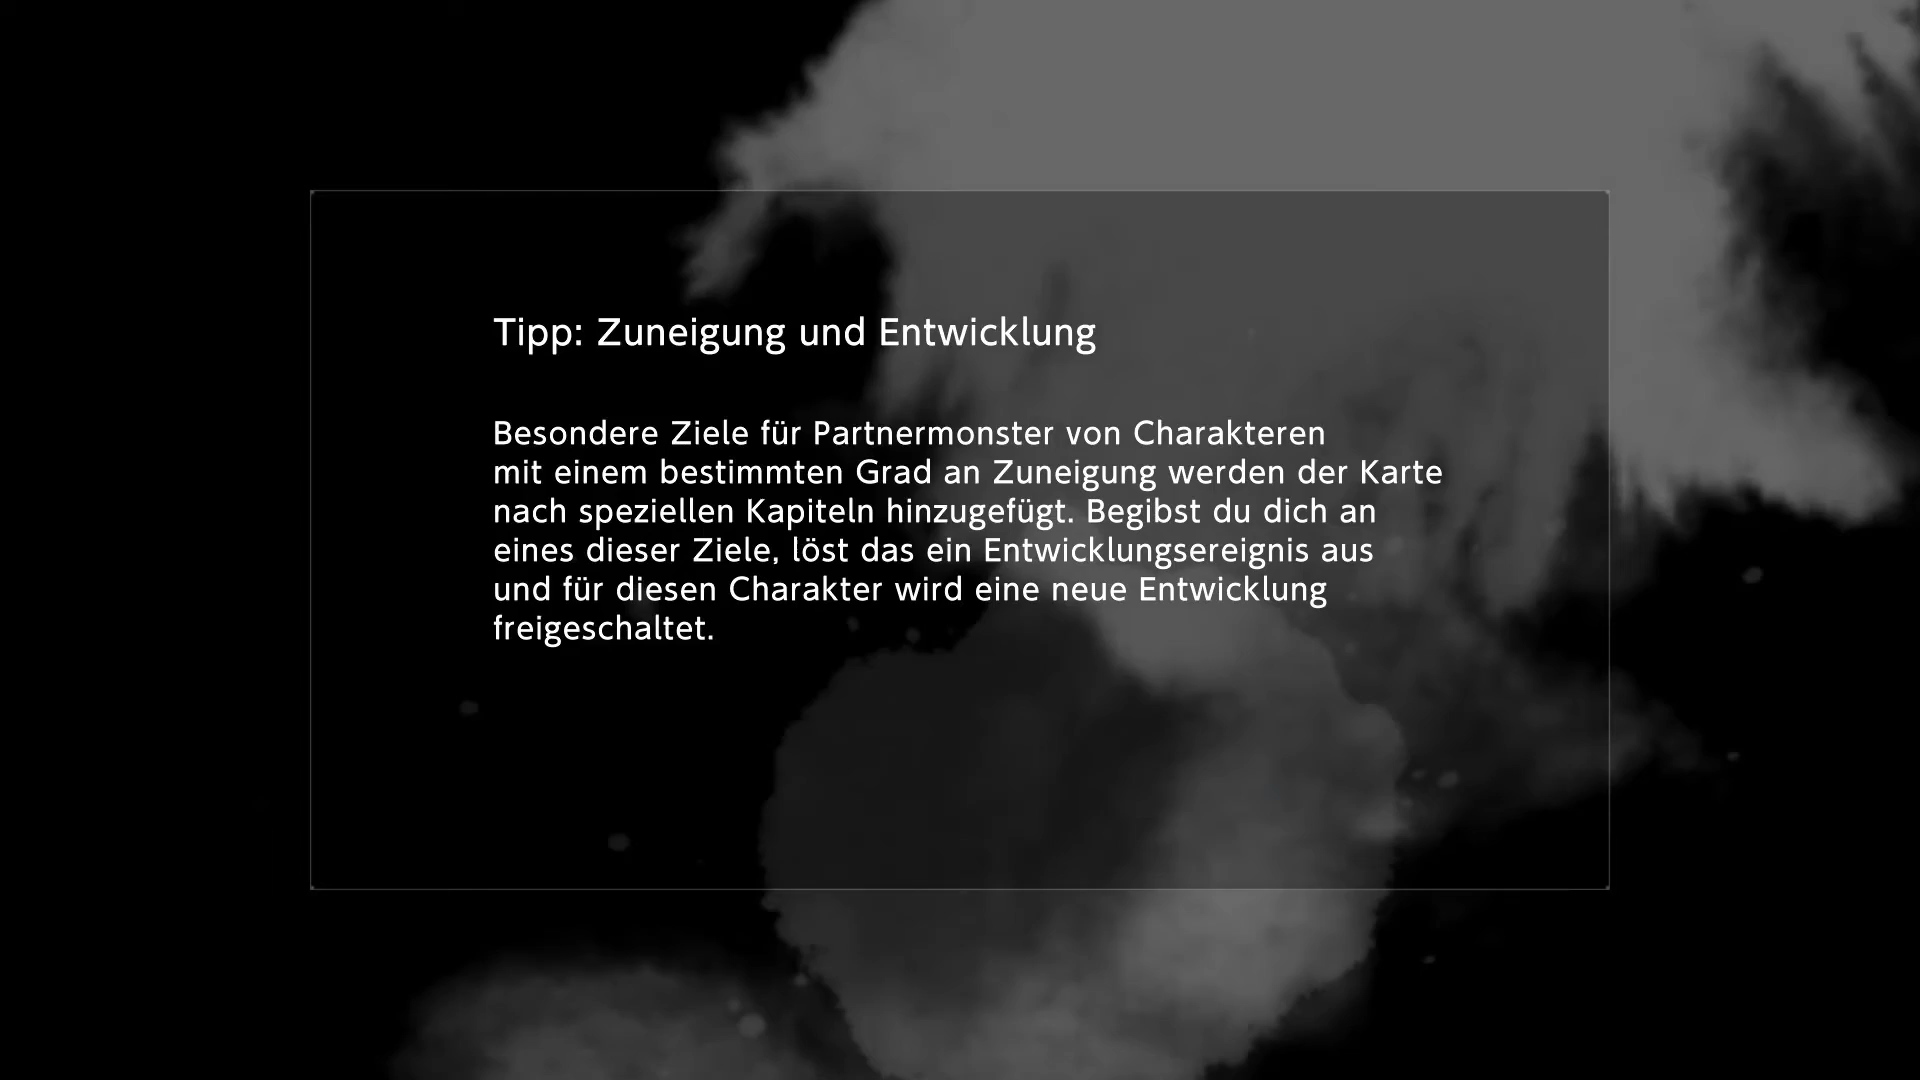 Tipp: Zuneigung und Entwicklung
Besondere Ziele für Partnermonster von Charakteren
mit einem bestimmten Grad an Zuneigung werden der Karte
nach speziellen Kapiteln hinzugefügt. Begibst du dich an
eines dieser Ziele, löst das ein Entwicklungsereignis aus
und für diesen Charakter wird eine neue Entwicklung
freigeschaltet.